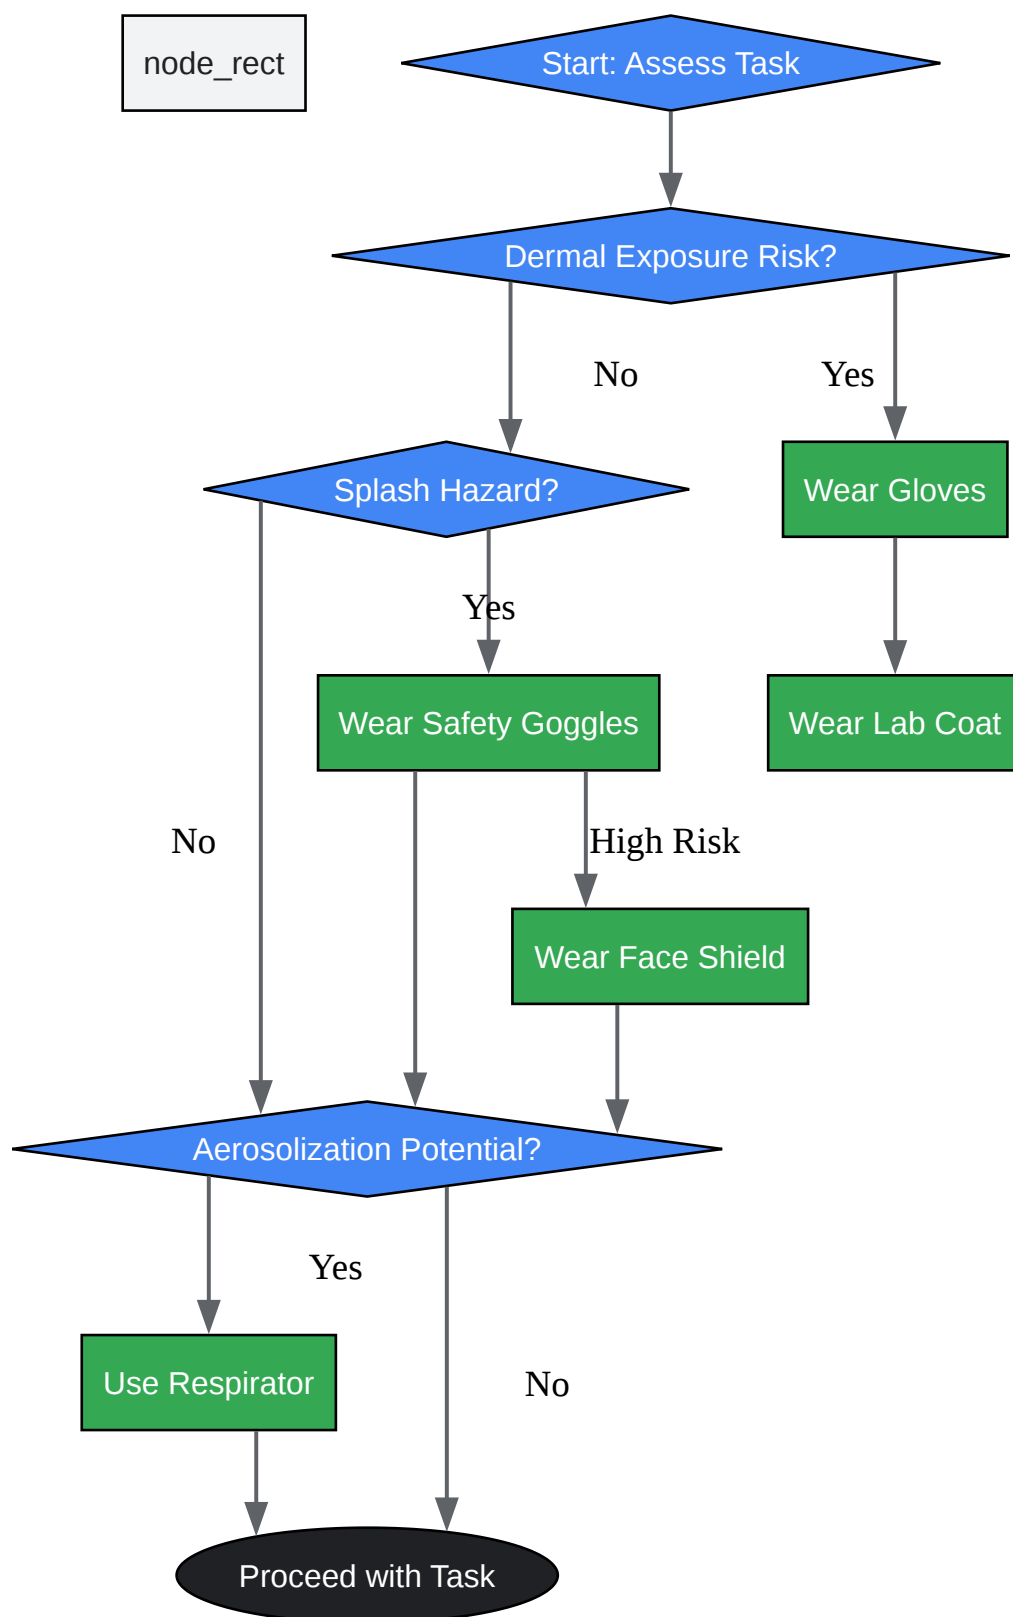 node_rect
Start: Assess Task
Dermal Exposure Risk?
No
Yes
Splash Hazard?
Wear Gloves
Yes
Wear Safety Goggles
Wear Lab Coat
No
High Risk
Wear Face Shield
Aerosolization Potential?
Yes
Use Respirator
No
Proceed with Task